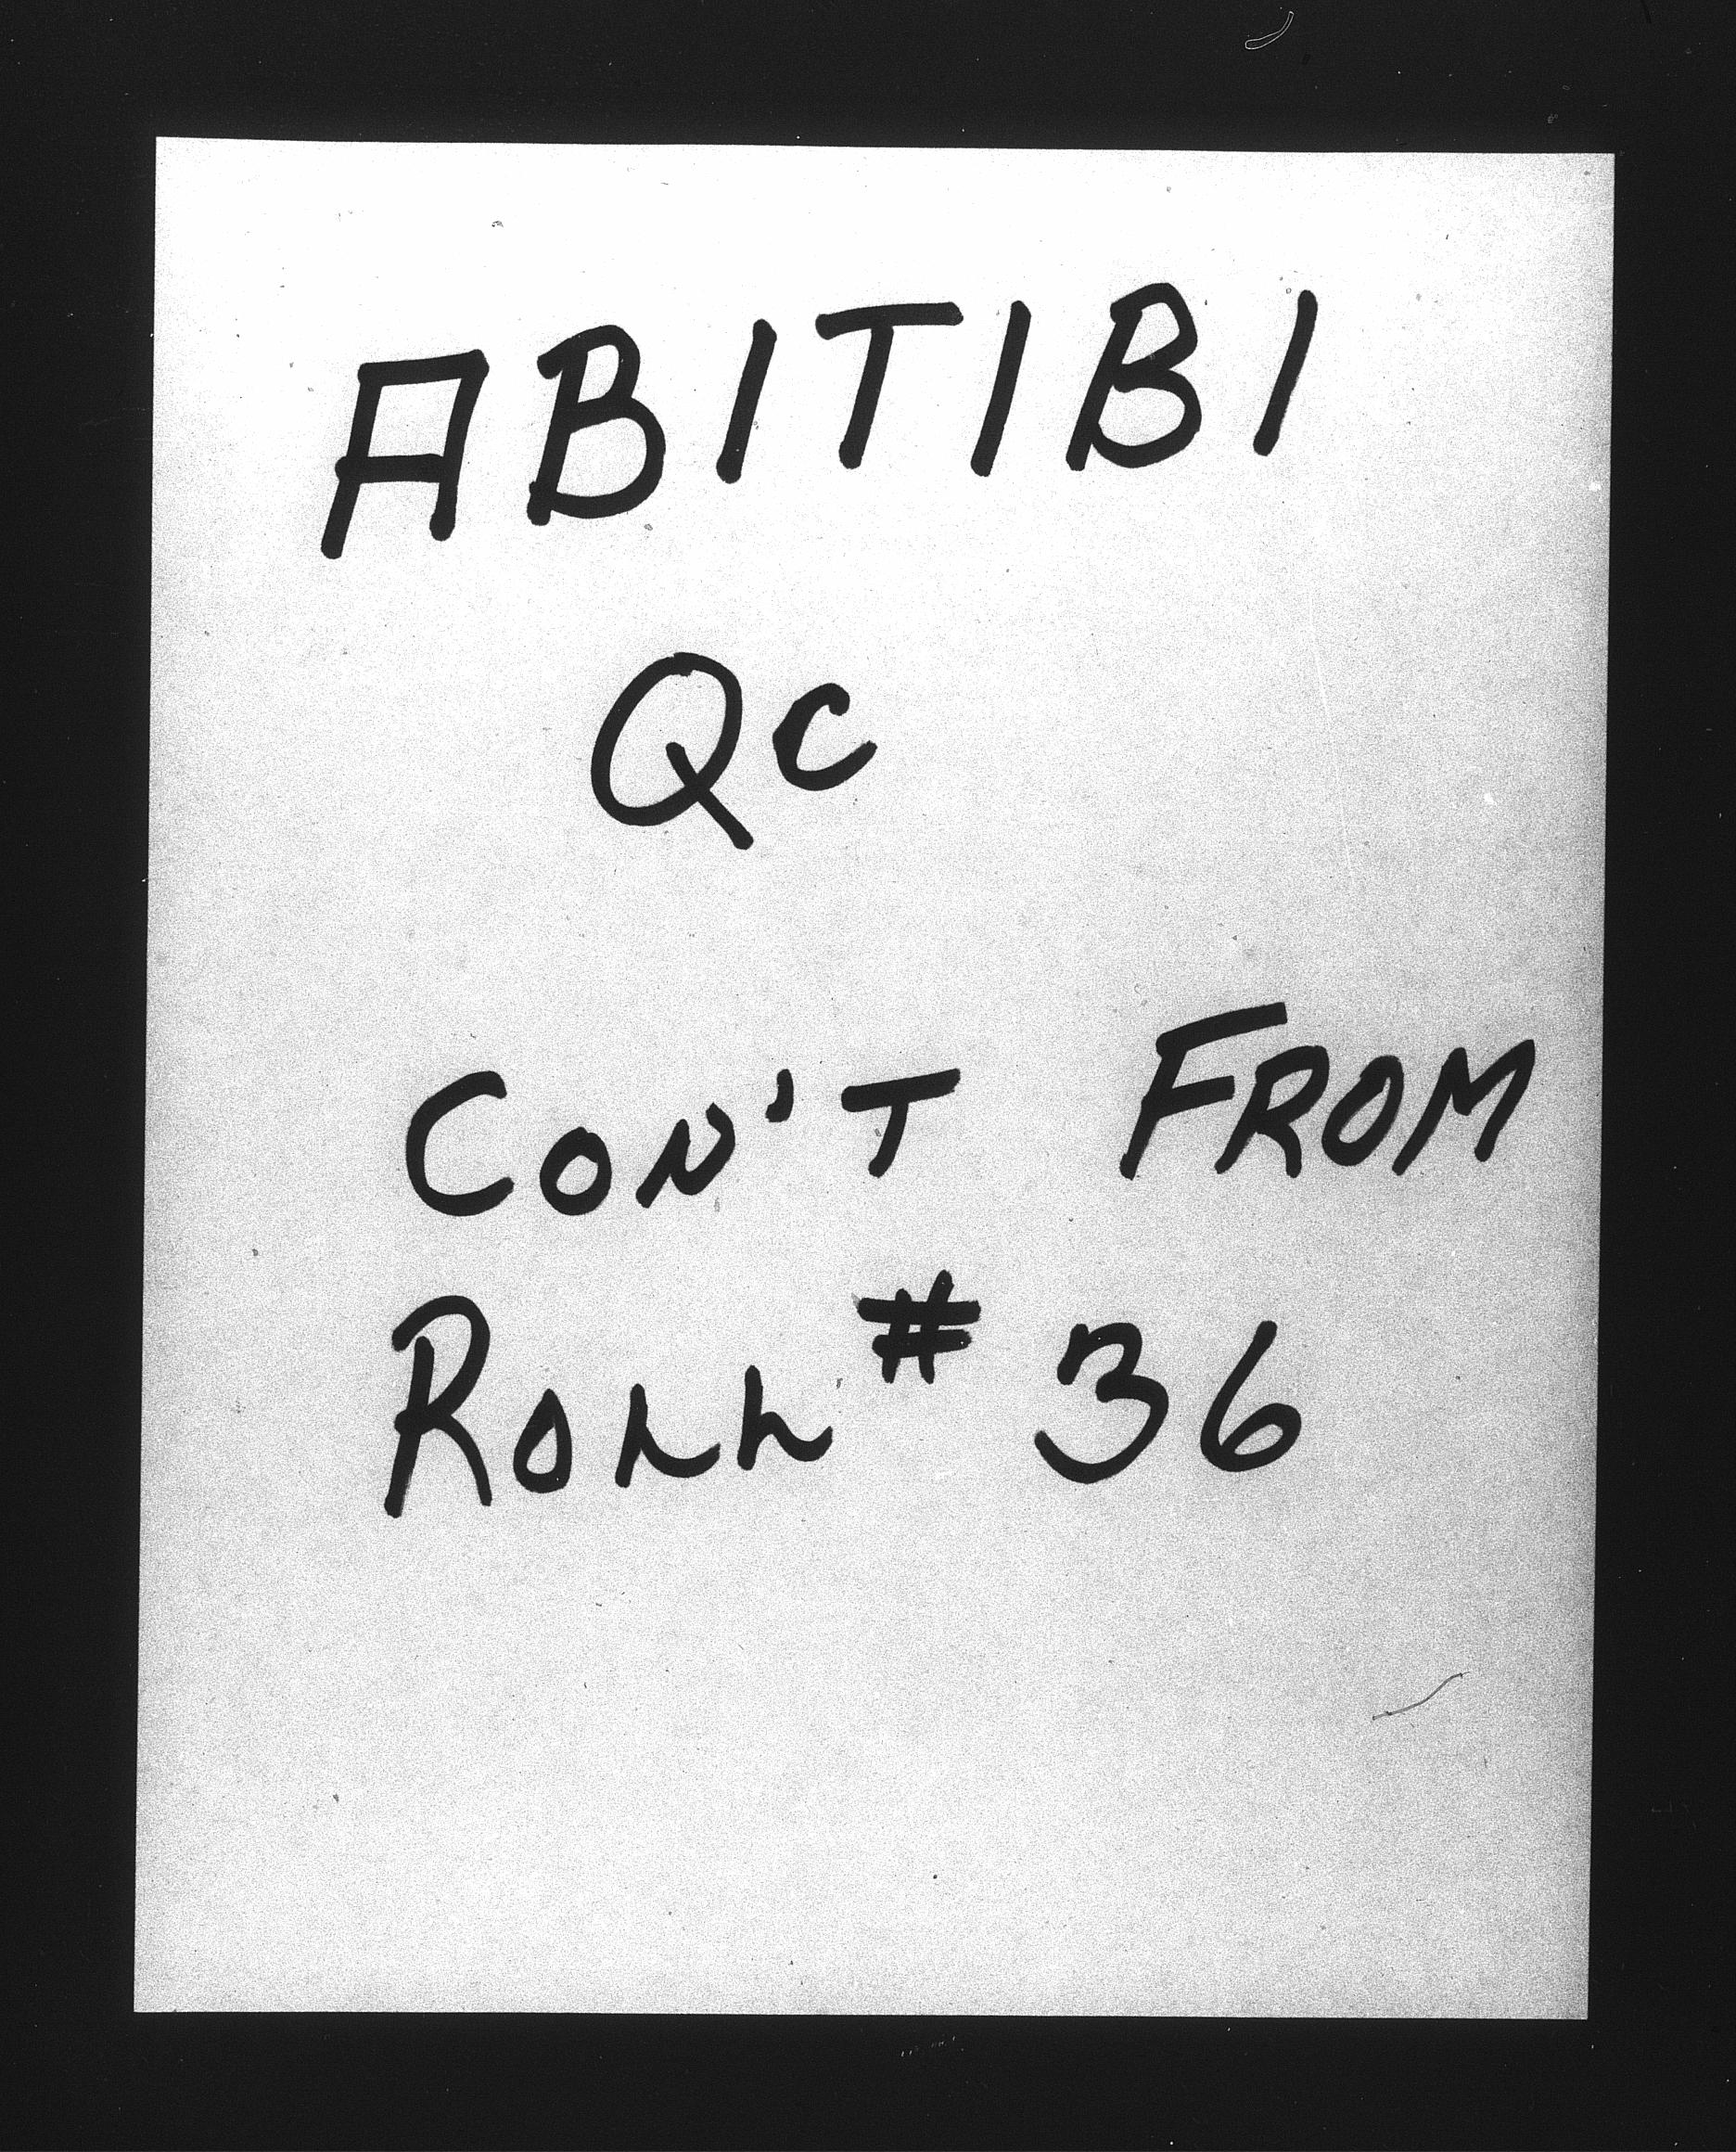 ABITIBI
Qc
CON'T FROM
ROLL # 36